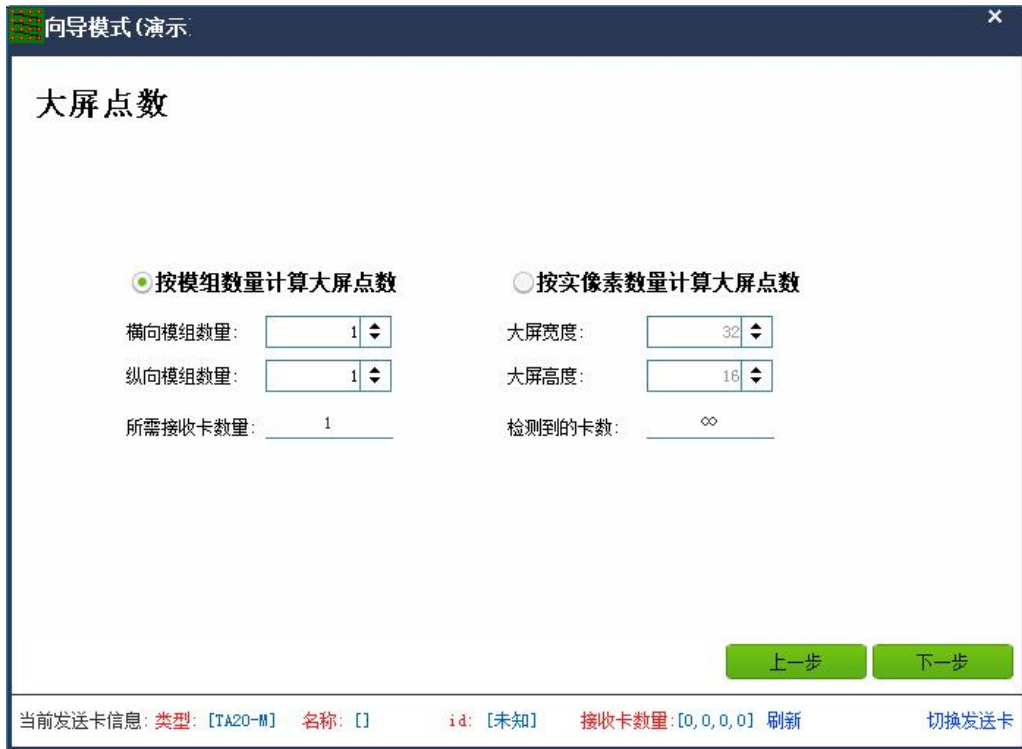 向导模式(演示
大屏点数
按模组数量计算大屏点数 按实像素数量计算大屏点数
横向模组数量: 1 大屏宽度: 32
纵向模组数量: 1 大屏高度: 16
所需接收卡数量: 1 检测到的卡数: ∞
上一步 下一步
当前发送卡信息: 类型: [TA20-M] 名称: [] id: [未知] 接收卡数量:[0,0,0,0] 刷新 切换发送卡